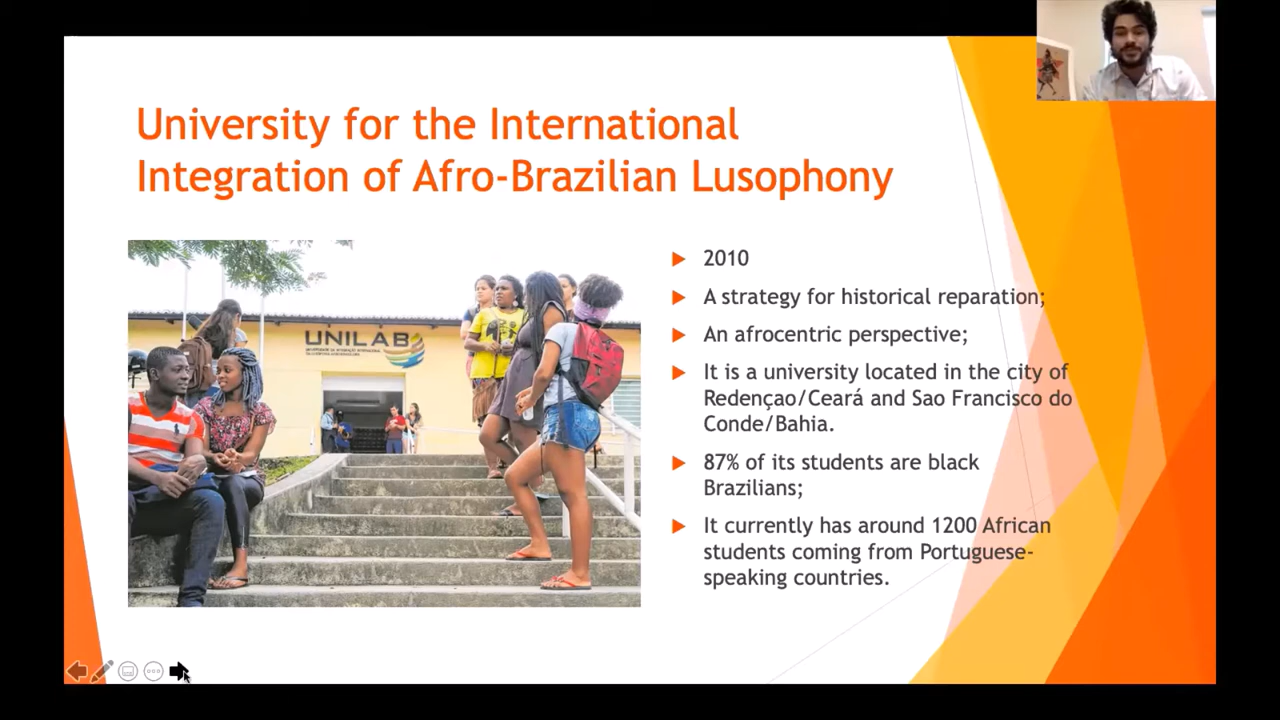 University for the International
Integration of Afro-Brazilian Lusophony
UNILAB
2010
A strategy for historical reparation;
An afrocentric perspective;
It is a university located in the city of
Redençao/Ceará and Sao Francisco do
Conde/Bahia.
87% of its students are black
Brazilians;
It currently has around 1200 African
students coming from Portuguese-
speaking countries.